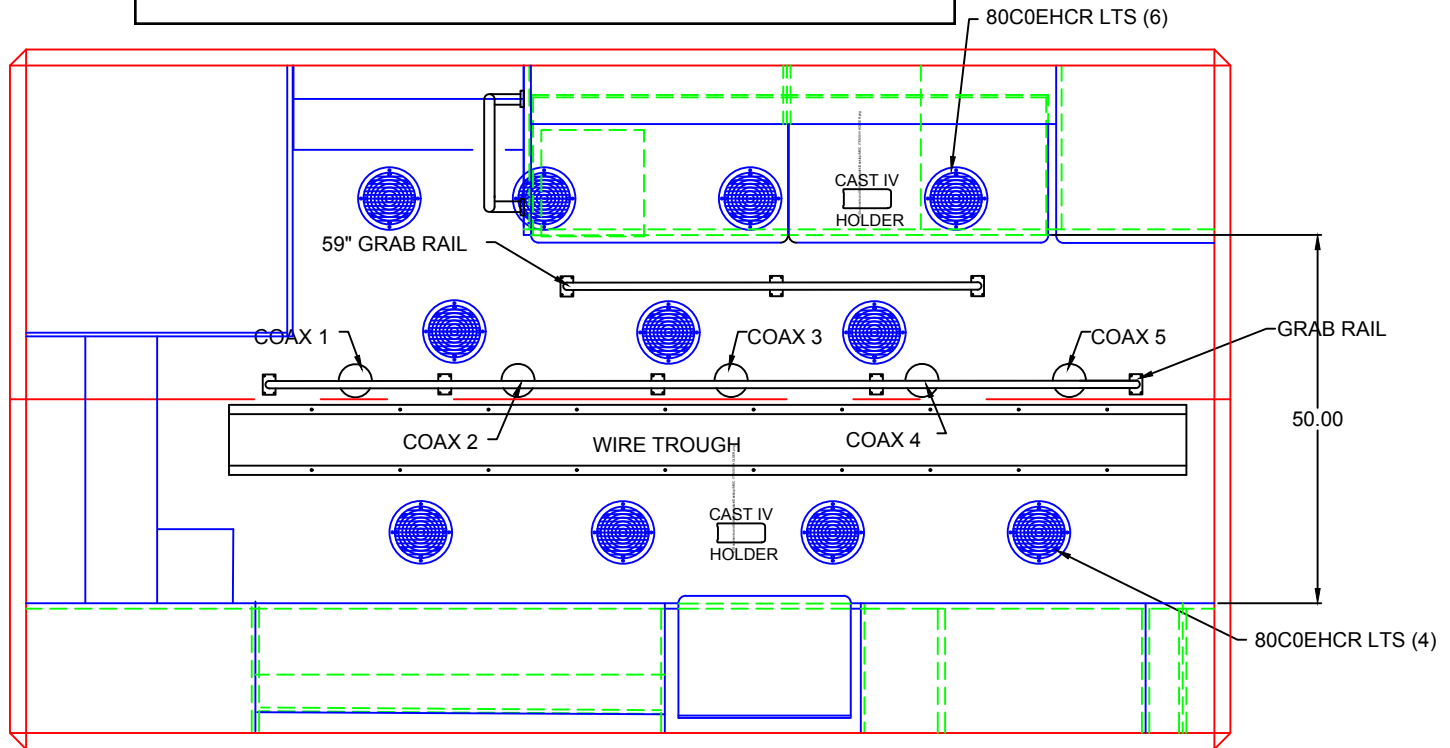 80C0EHCR LTS (6)
CAST IV
HOLDER
59" GRAB RAIL
COAX 1
COAX 3
COAX 5
GRAB RAIL
COAX 2
WIRE TROUGH
COAX 4
50.00
CAST IV
HOLDER
80C0EHCR LTS (4)